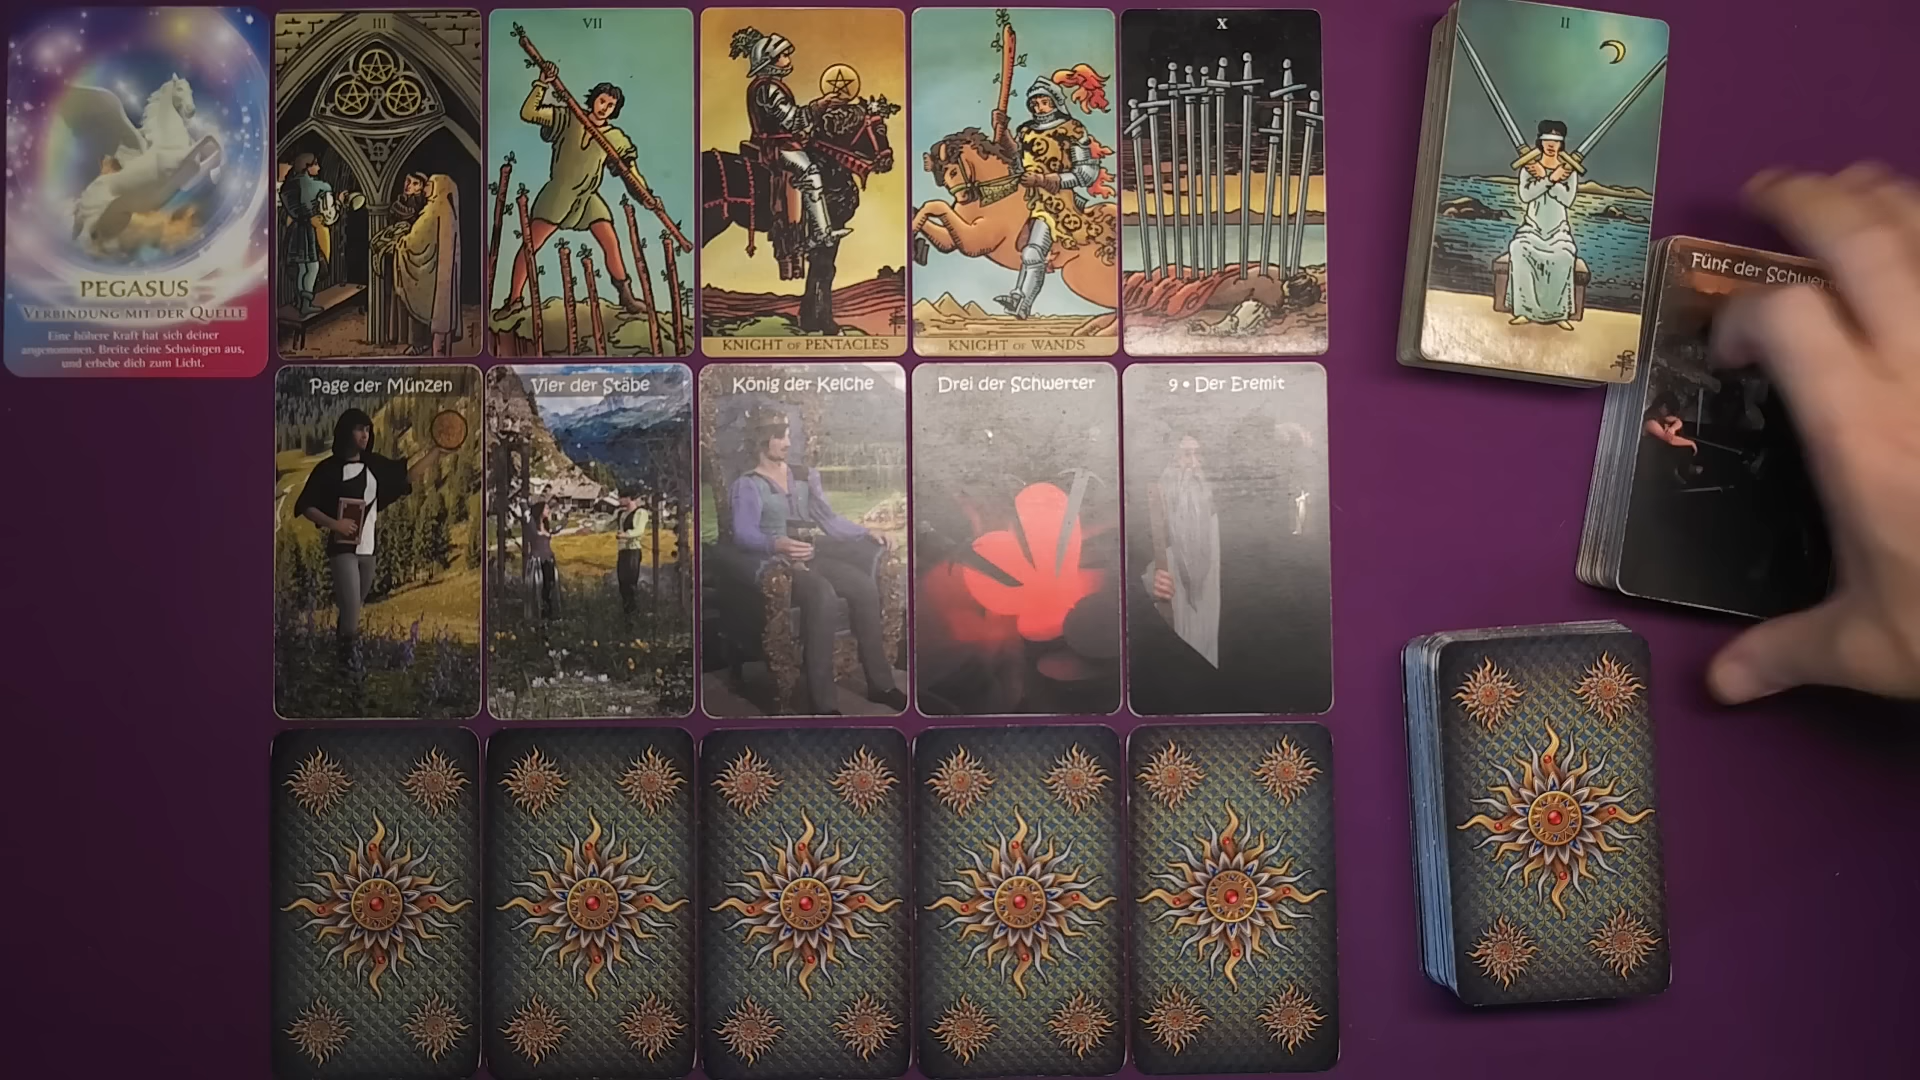 PEGASUS
VERBINDUNG MIT DER QUELLE
Eine höhere Kraft hat sich deiner
angenommen. Breite deine Schwingen aus,
und erhebe dich zum Licht.
III
VII
KNIGHT OF PENTACLES
KNIGHT OF WANDS
X
II
Fünf der
Page der Münzen
Vier der Stäbe
König der Kelche
Drei der Schwerter
9 • Der Eremit